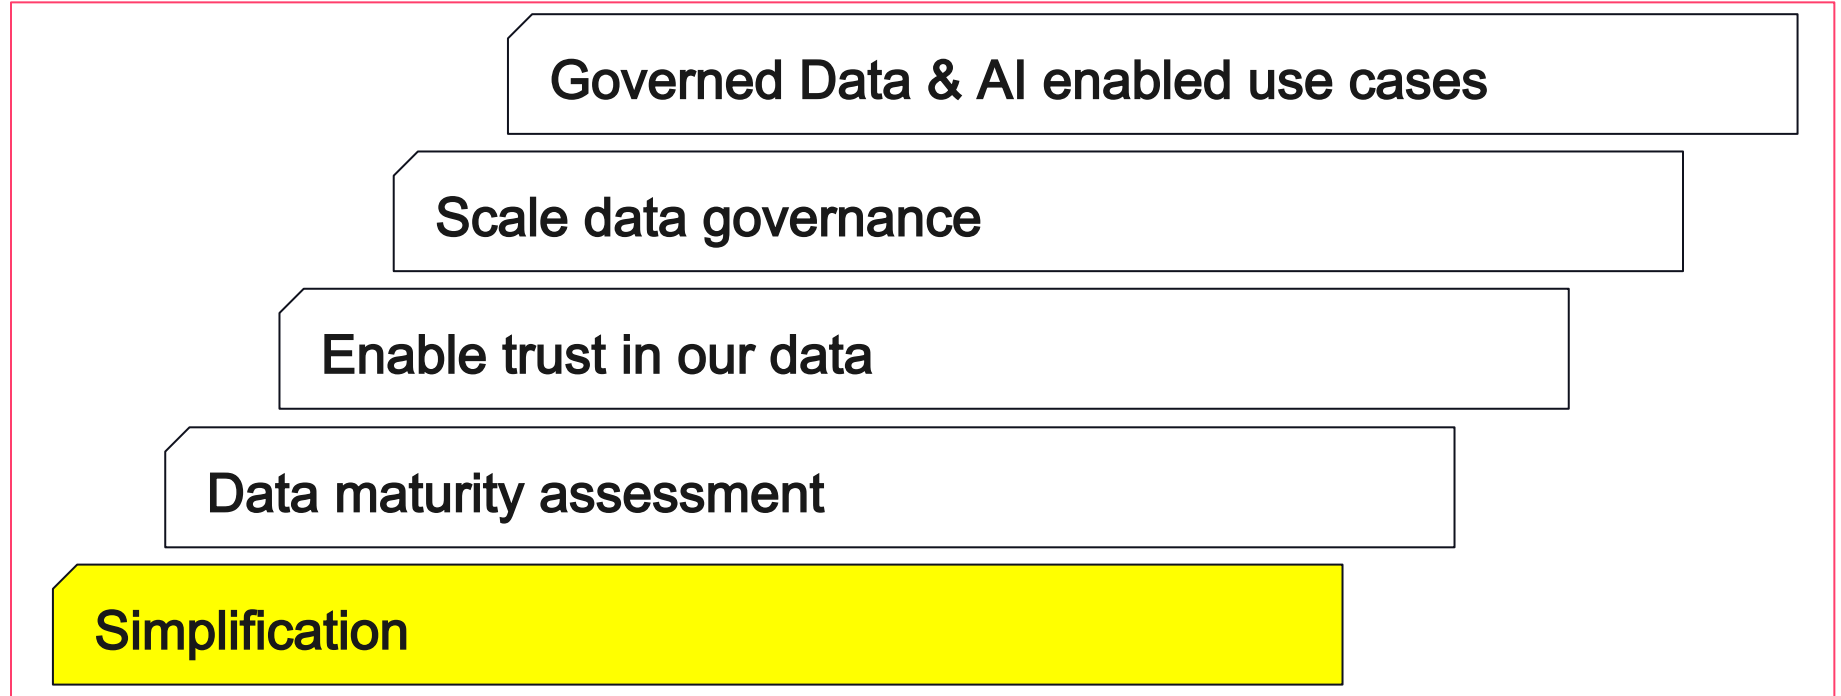 Governed Data & AI enabled use cases
Scale data governance
Enable trust in our data
Data maturity assessment
Simplification